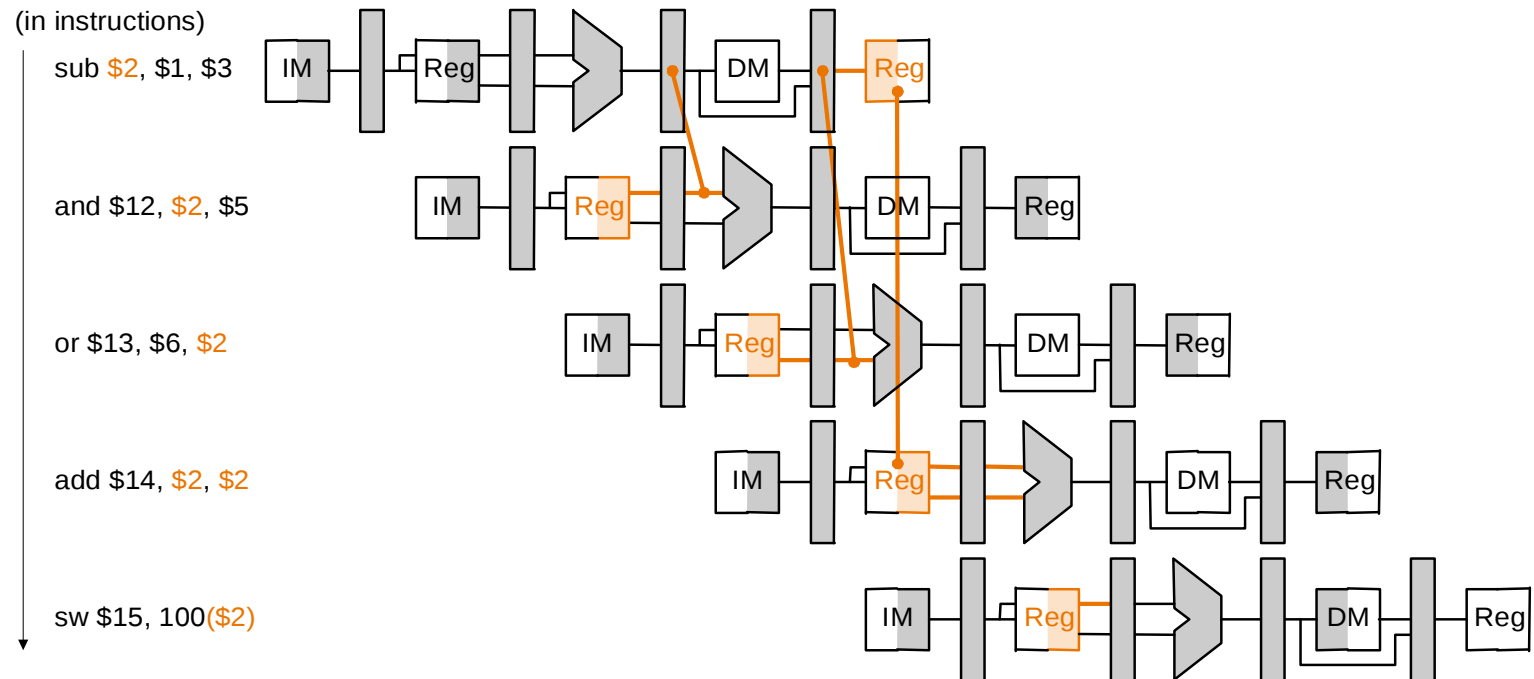 (in instructions)
sub $2, $1, $3 IM Reg DM Reg
and $12, $2, $5 IM Reg DM Reg
or $13, $6, $2 IM Reg DM Reg
add $14, $2, $2 IM Reg DM Reg
sw $15, 100($2) IM Reg DM Reg